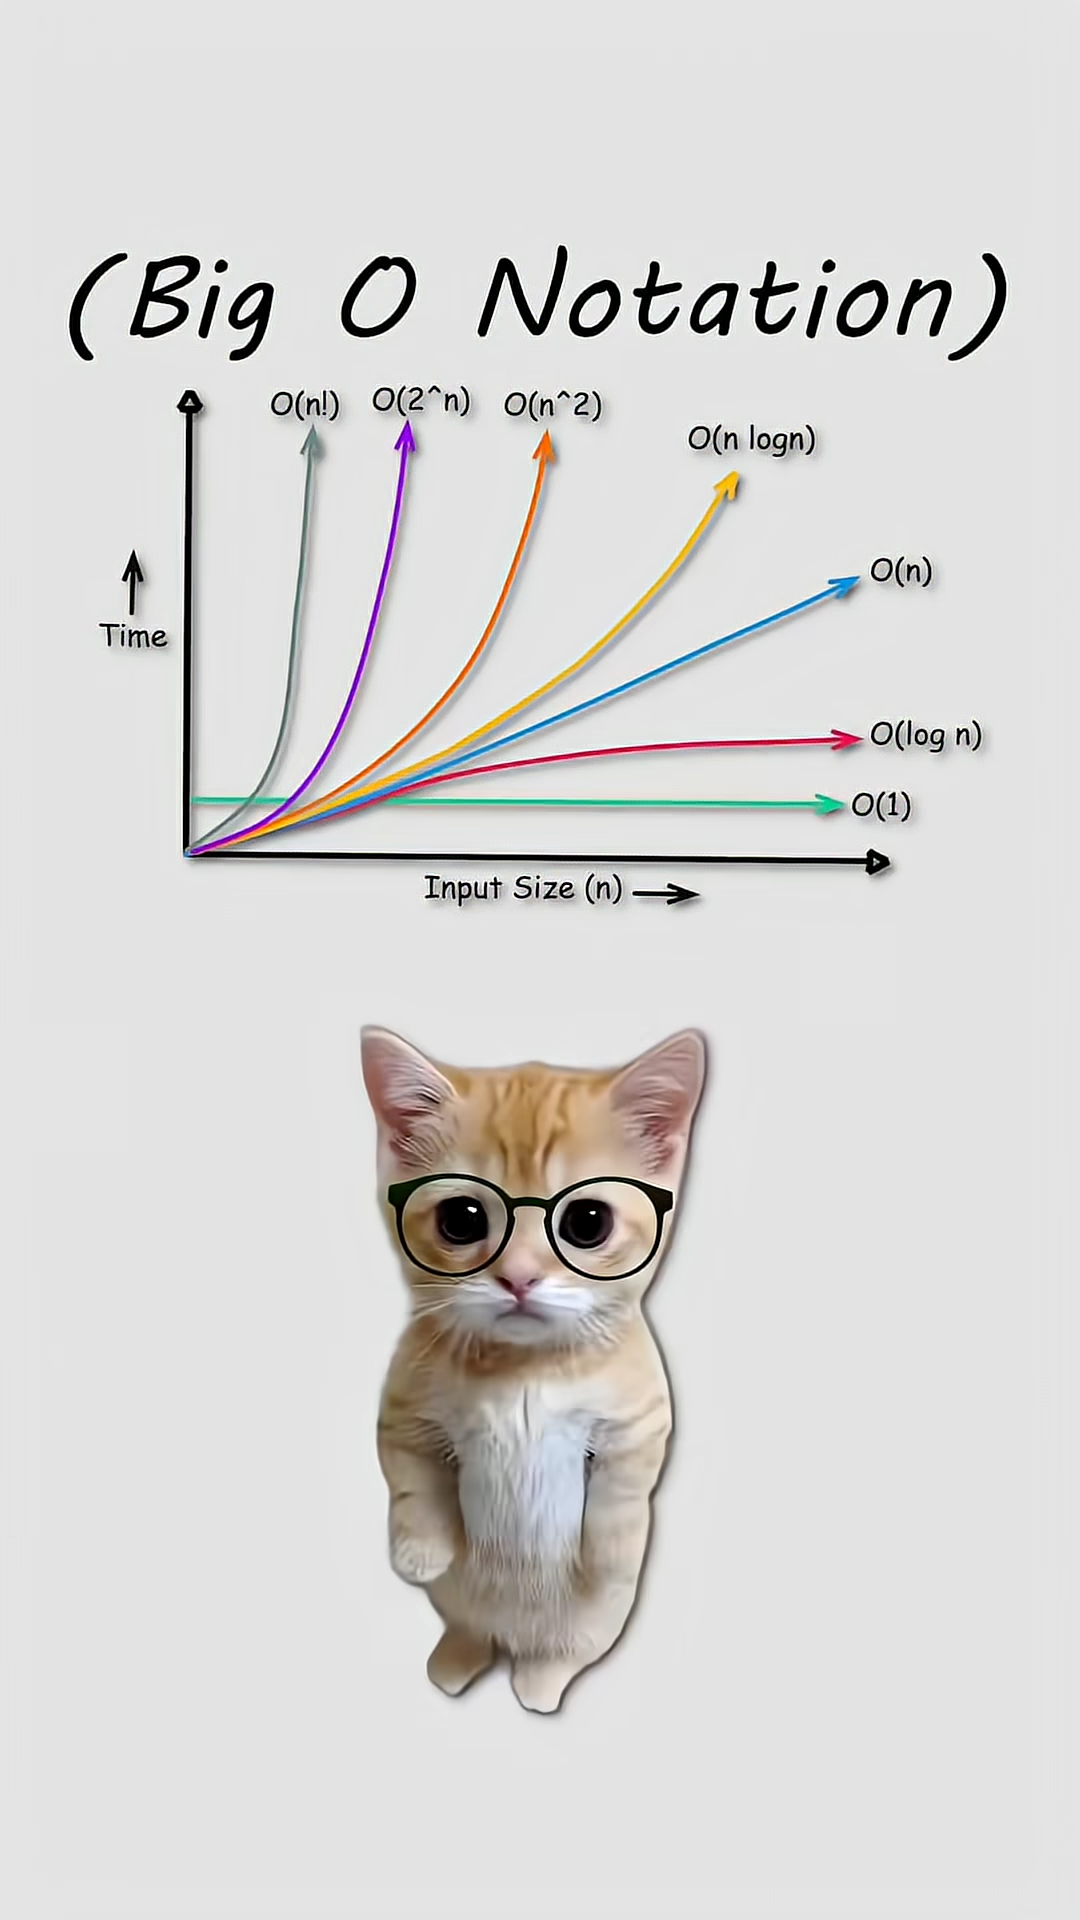 (Big O Notation)
O(n!)
O(2^n)
O(n^2)
O(n logn)
O(n)
Time
O(log n)
O(1)
Input Size (n)